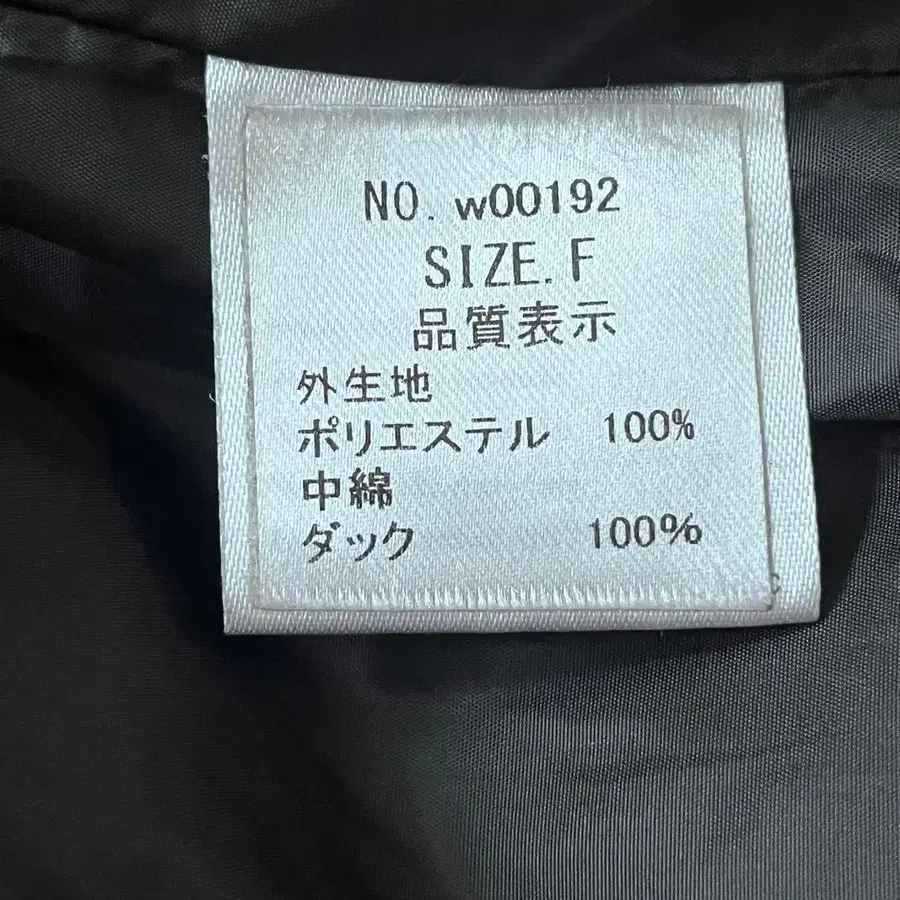 NO. w00192
SIZE.F
品質表示
外生地
ポリエステル 100%
中綿
ダック 100%